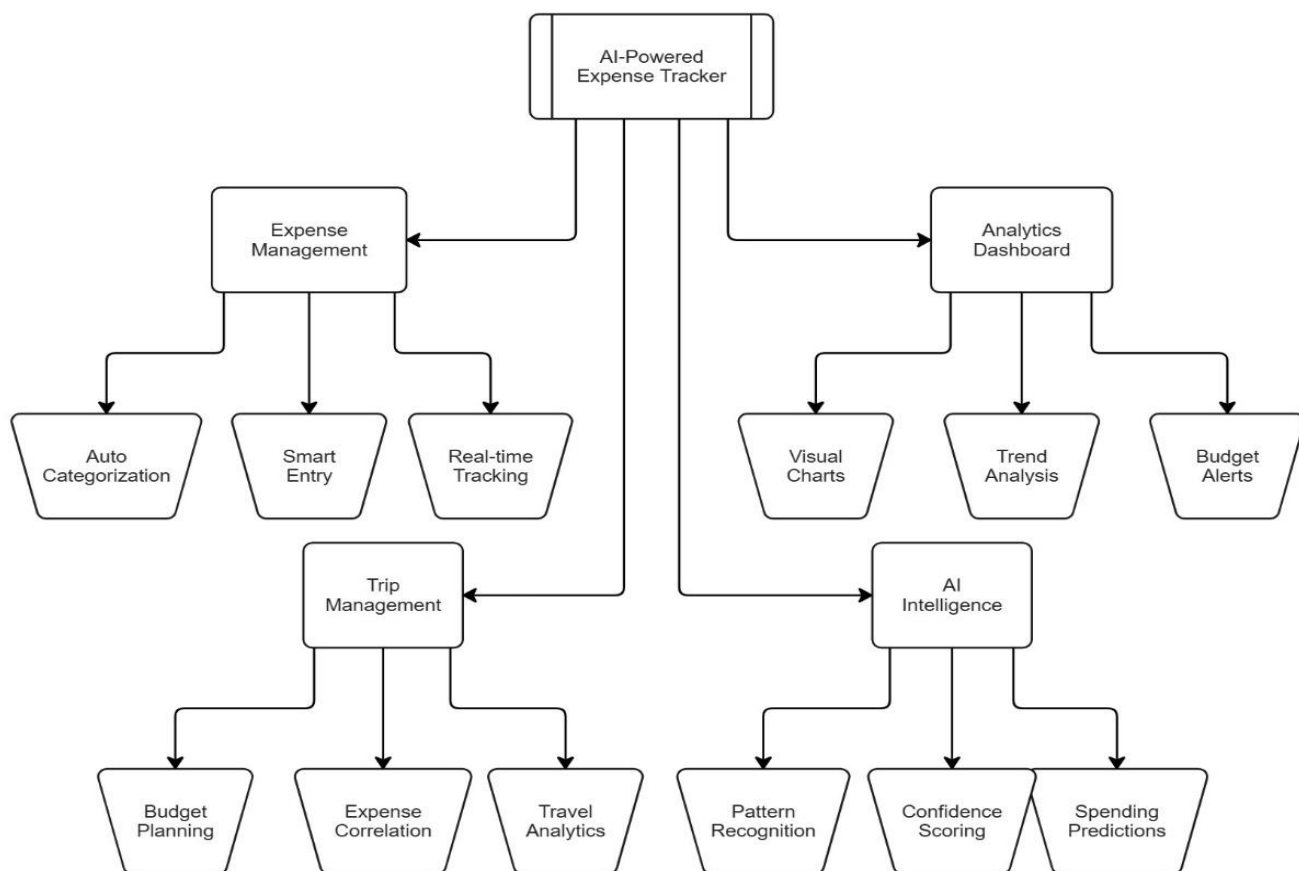 AI-Powered
Expense Tracker
Expense
Management
Analytics
Dashboard
Auto
Categorization
Smart
Entry
Real-time
Tracking
Visual
Charts
Trend
Analysis
Budget
Alerts
Trip
Management
AI
Intelligence
Budget
Planning
Expense
Correlation
Travel
Analytics
Pattern
Recognition
Confidence
Scoring
Spending
Predictions